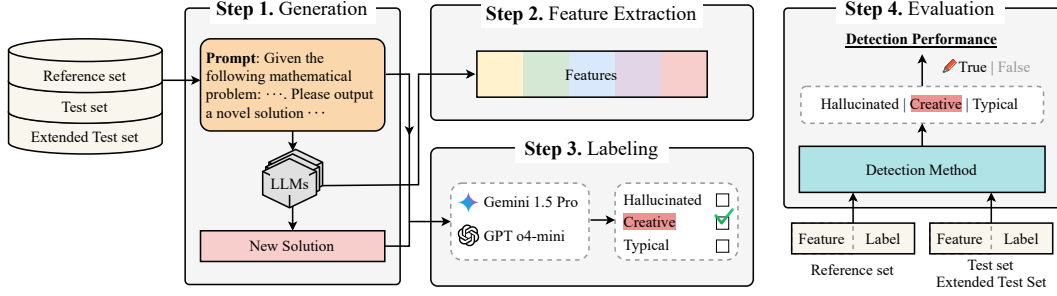 Reference set
Test set
Extended Test set
Step 1. Generation
Prompt: Given the
following mathematical
problem: ···. Please output
a novel solution ···
LLMs
New Solution
Step 2. Feature Extraction
Features
Step 3. Labeling
Gemini 1.5 Pro
GPT o4-mini
Hallucinated
Creative
Typical
Step 4. Evaluation
Detection Performance
True | False
Hallucinated | Creative | Typical
Detection Method
Feature Label
Reference set
Feature Label
Test set
Extended Test Set